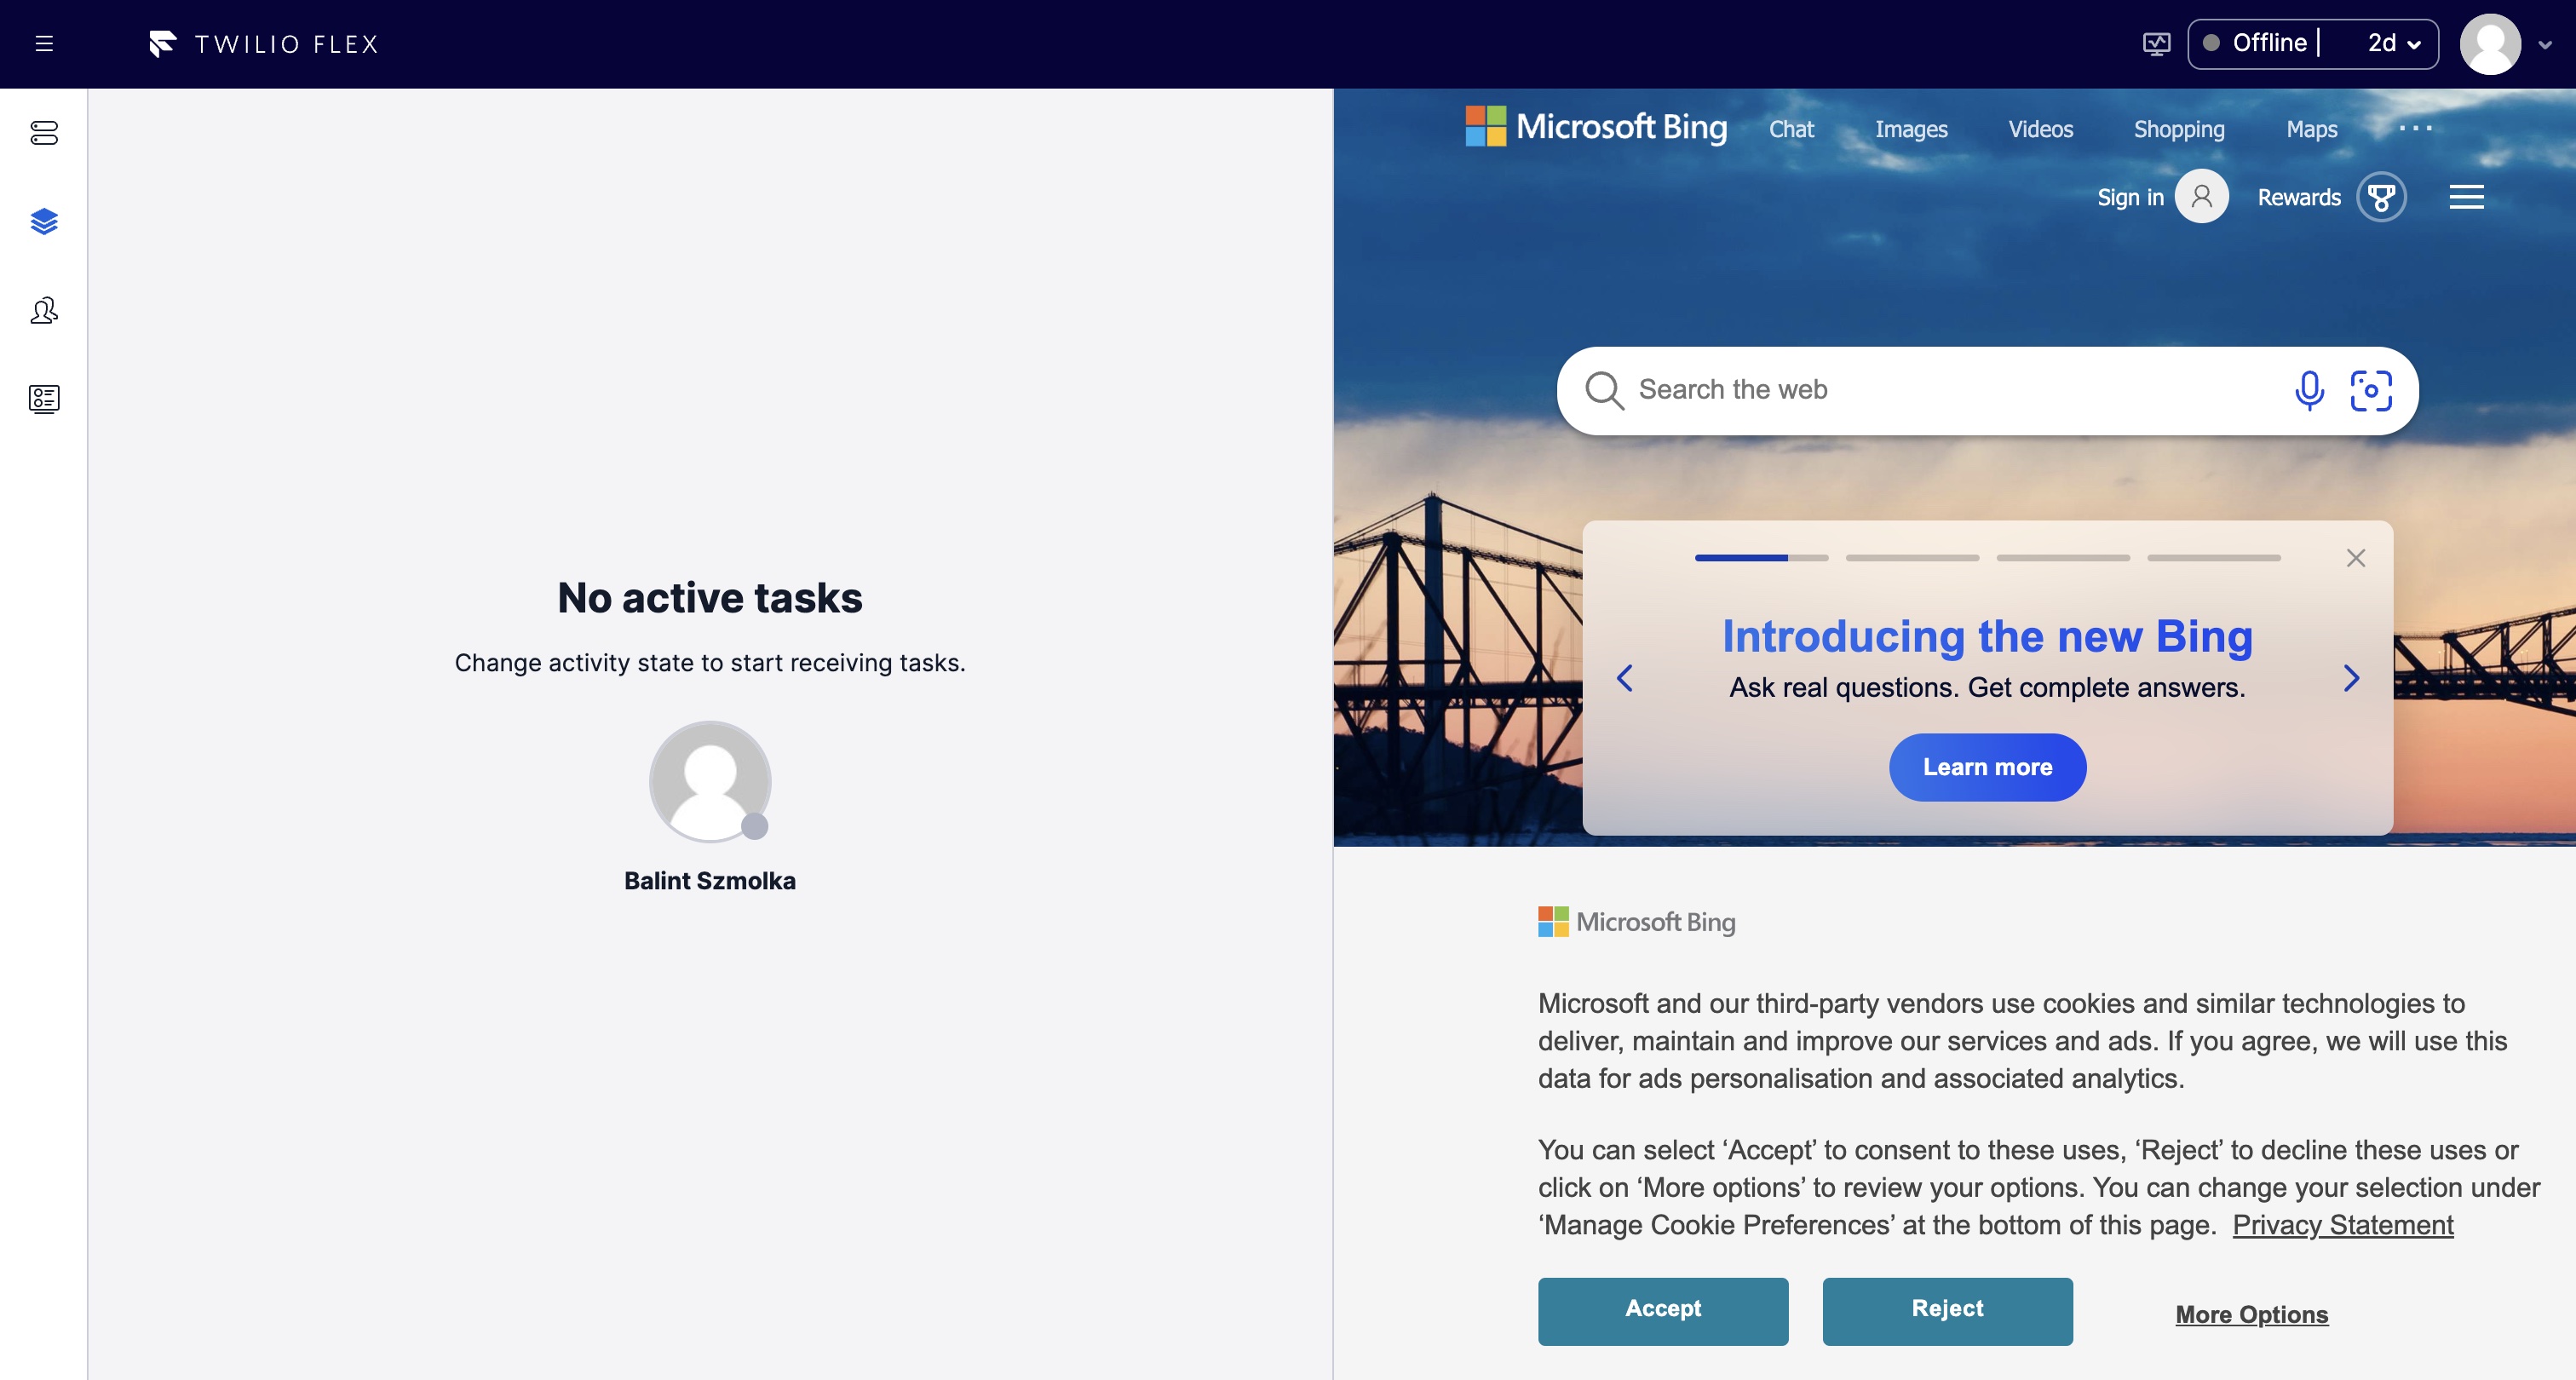 TWILIO FLEX
Offline | 2d
No active tasks
Change activity state to start receiving tasks.
Balint Szmolka
Microsoft Bing Chat Images Videos Shopping Maps ...
Sign in Rewards
Search the web
Introducing the new Bing
Ask real questions. Get complete answers.
Learn more
Microsoft Bing
Microsoft and our third-party vendors use cookies and similar technologies to
deliver, maintain and improve our services and ads. If you agree, we will use this
data for ads personalisation and associated analytics.
You can select ‘Accept’ to consent to these uses, ‘Reject’ to decline these uses or
click on ‘More options’ to review your options. You can change your selection under
‘Manage Cookie Preferences’ at the bottom of this page. Privacy Statement
Accept Reject More Options